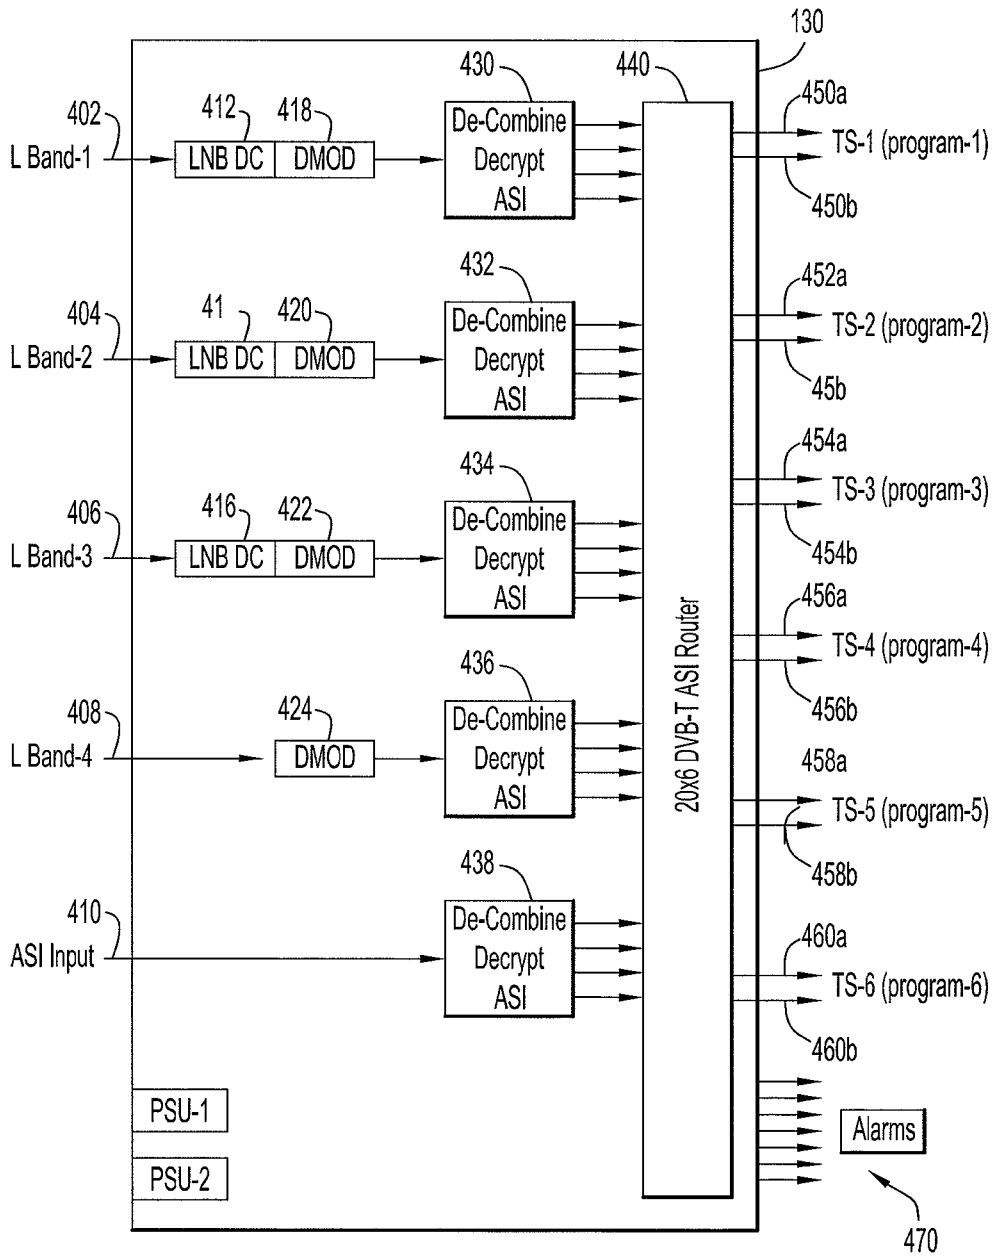 130
402
412
418
430
440
450a
L Band-1
LNB DC
DMOD
De-Combine
Decrypt
ASI
TS-1 (program-1)
450b
404
41
420
432
452a
L Band-2
LNB DC
DMOD
De-Combine
Decrypt
ASI
TS-2 (program-2)
45b
406
416
422
434
454a
L Band-3
LNB DC
DMOD
De-Combine
Decrypt
ASI
TS-3 (program-3)
454b
20x6 DVB-T ASI Router
456a
TS-4 (program-4)
456b
408
424
436
L Band-4
DMOD
De-Combine
Decrypt
ASI
458a
TS-5 (program-5)
458b
410
438
ASI Input
De-Combine
Decrypt
ASI
460a
TS-6 (program-6)
460b
PSU-1
PSU-2
Alarms
470